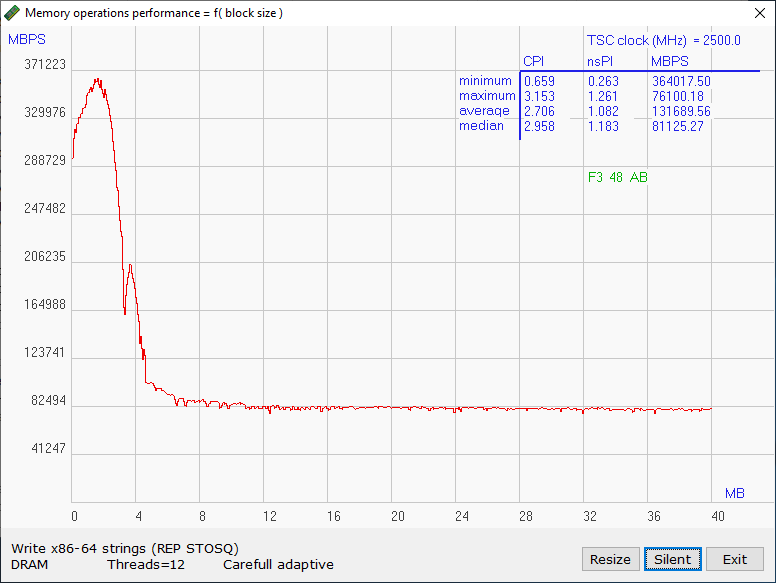 Memory operations performance = f( block size )
MBPS
TSC clock (MHz) = 2500.0
CPI nsPI MBPS
minimum 0.659 0.263 364017.50
maximum 3.153 1.261 76100.18
average 2.706 1.082 131689.56
median 2.958 1.183 81125.27
F3 48 AB
371223
329976
288729
247482
206235
164988
123741
82494
41247
MB
0 4 8 12 16 20 24 28 32 36 40
Write x86-64 strings (REP STOSQ)
DRAM Threads=12 Carefull adaptive
Resize Silent Exit